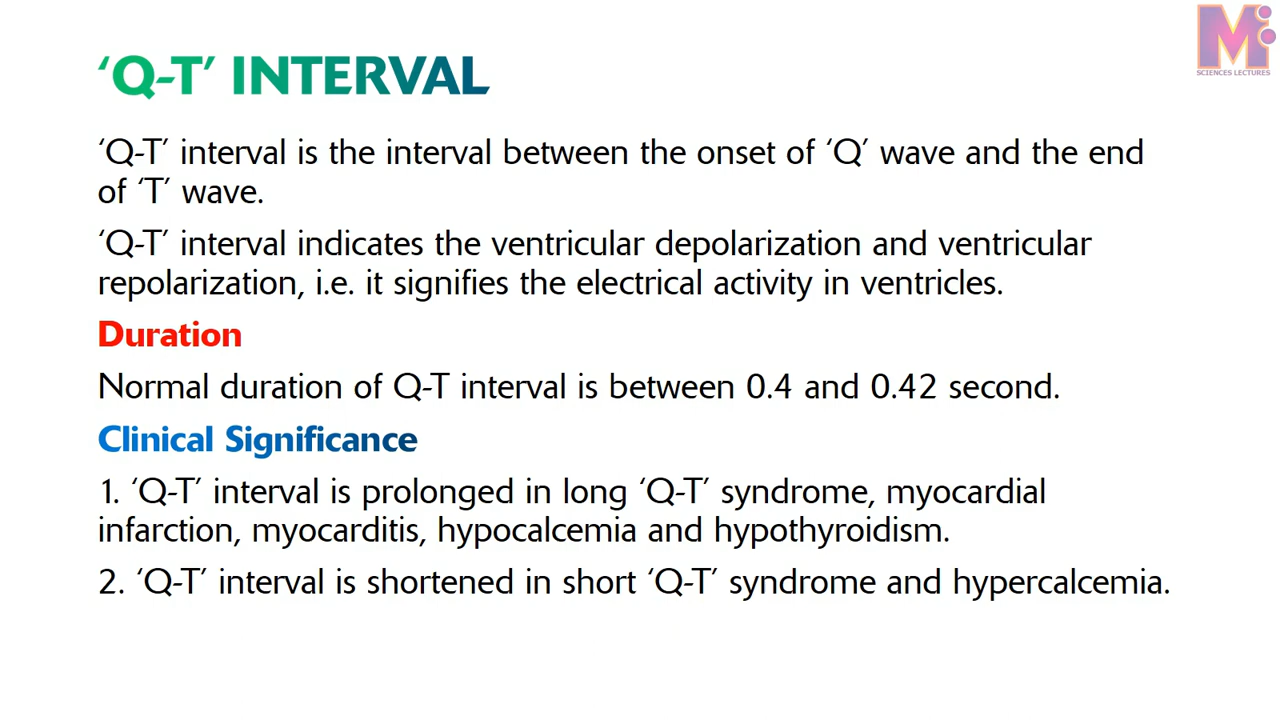 ‘Q-T’ INTERVAL
M
SCIENCES LECTURES
‘Q-T’ interval is the interval between the onset of ‘Q’ wave and the end
of ‘T’ wave.
‘Q-T’ interval indicates the ventricular depolarization and ventricular
repolarization, i.e. it signifies the electrical activity in ventricles.
Duration
Normal duration of Q-T interval is between 0.4 and 0.42 second.
Clinical Significance
1. ‘Q-T’ interval is prolonged in long ‘Q-T’ syndrome, myocardial
infarction, myocarditis, hypocalcemia and hypothyroidism.
2. ‘Q-T’ interval is shortened in short ‘Q-T’ syndrome and hypercalcemia.